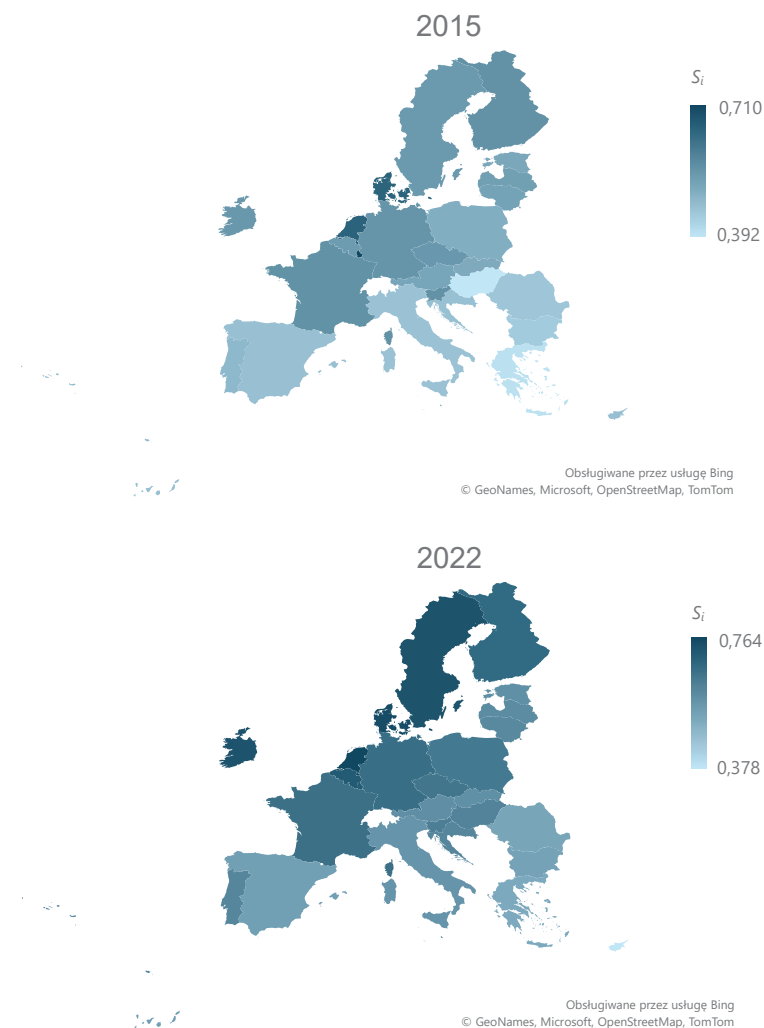 2015
Si
0,710
0,392
Obsługiwane przez usługę Bing
© GeoNames, Microsoft, OpenStreetMap, TomTom
2022
Si
0,764
0,378
Obsługiwane przez usługę Bing
© GeoNames, Microsoft, OpenStreetMap, TomTom